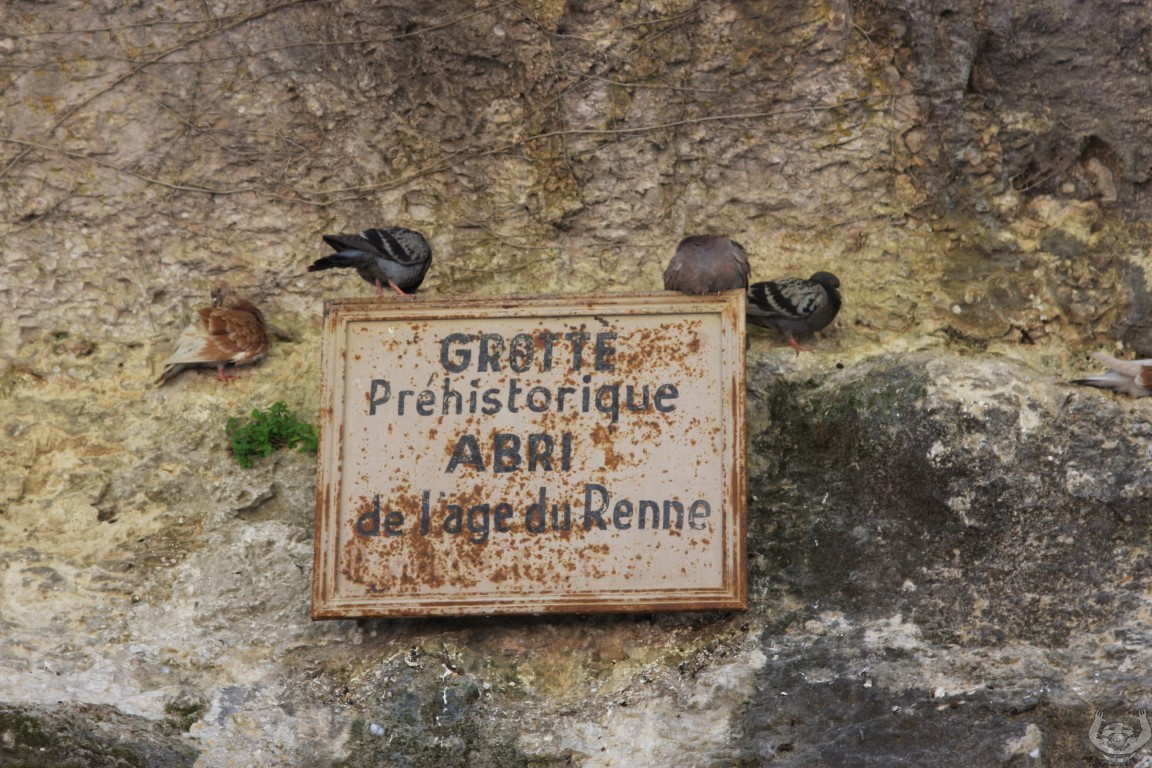 GROTTE
Préhistorique
ABRI
de l'age du Renne